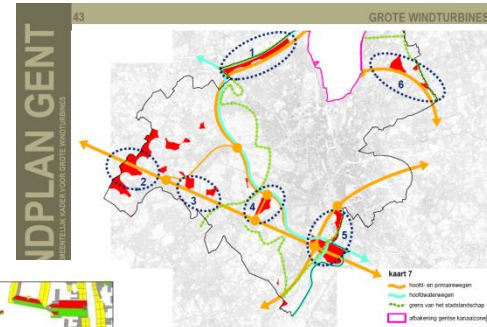 43
GROTE WINDTURBINES
NDPLAN GENT
MEENTELIJK KADER VOOR GROTE WINDTURBINES
1
6
2
3
4
5
kaart 7
hoofd- en primairewegen
hoofdwaterwegen
grens van het stadslandschap
afbakening gentse kanaalzone